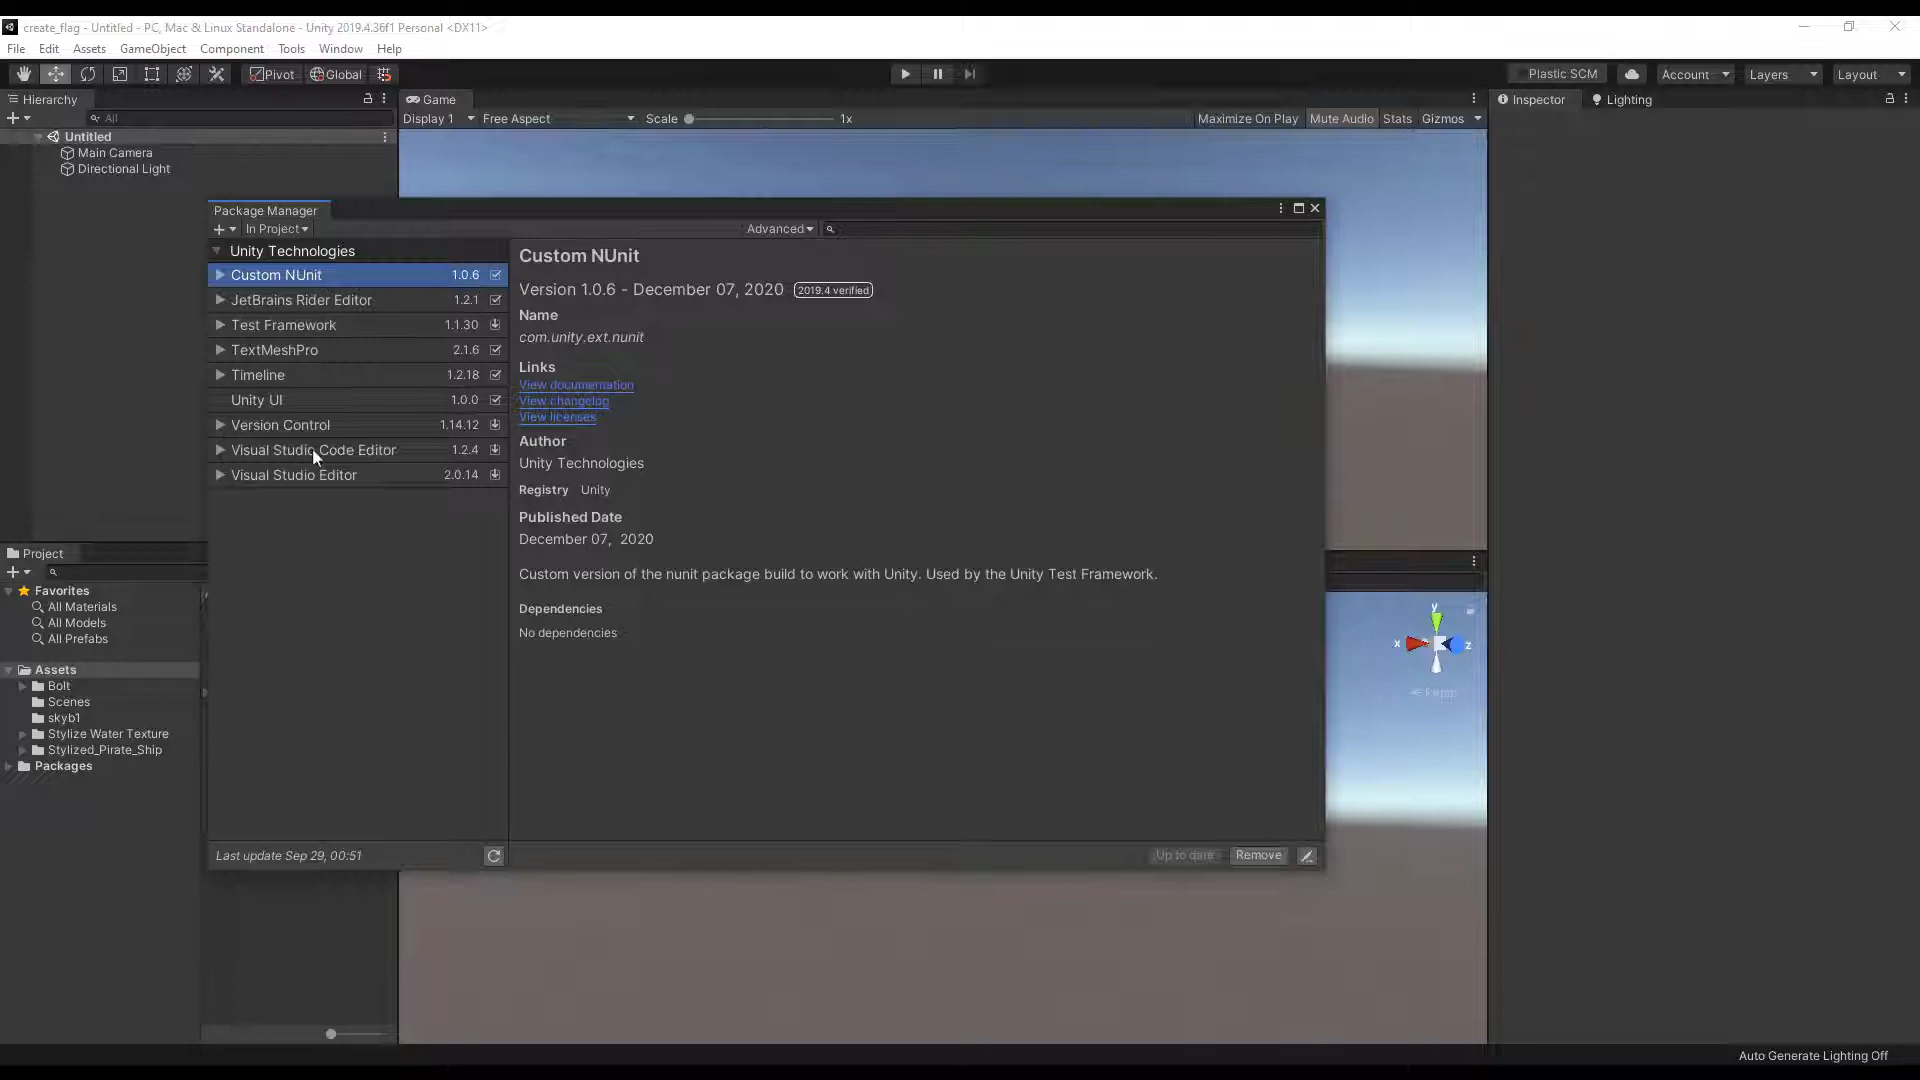 create_flag - Untitled - PC, Mac & Linux Standalone - Unity 2019.4.36f1 Personal <DX11>
File Edit Assets GameObject Component Tools Window Help
Pivot Global Plastic SCM Account Layers Layout
Hierarchy Game Inspector Lighting
All Display 1 Free Aspect Scale 1x Maximize On Play Mute Audio Stats Gizmos
Untitled
Main Camera
Directional Light
Package Manager
In Project Advanced
Unity Technologies
Custom NUnit 1.0.6
JetBrains Rider Editor 1.2.1
Test Framework 1.1.30
TextMeshPro 2.1.6
Timeline 1.2.18
Unity UI 1.0.0
Version Control 1.14.12
Visual Studio Code Editor 1.2.4
Visual Studio Editor 2.0.14
Last update Sep 29, 00:51
Custom NUnit
Version 1.0.6 - December 07, 2020 2019.4 verified
Name
com.unity.ext.nunit
Links
View documentation
View changelog
View licenses
Author
Unity Technologies
Registry Unity
Published Date
December 07, 2020
Custom version of the nunit package build to work with Unity. Used by the Unity Test Framework.
Dependencies
No dependencies
Up to date Remove
Project
Favorites
All Materials
All Models
All Prefabs
Assets
Bolt
Scenes
skyb1
Stylize Water Texture
Stylized_Pirate_Ship
Packages
y
x z
Auto Generate Lighting Off